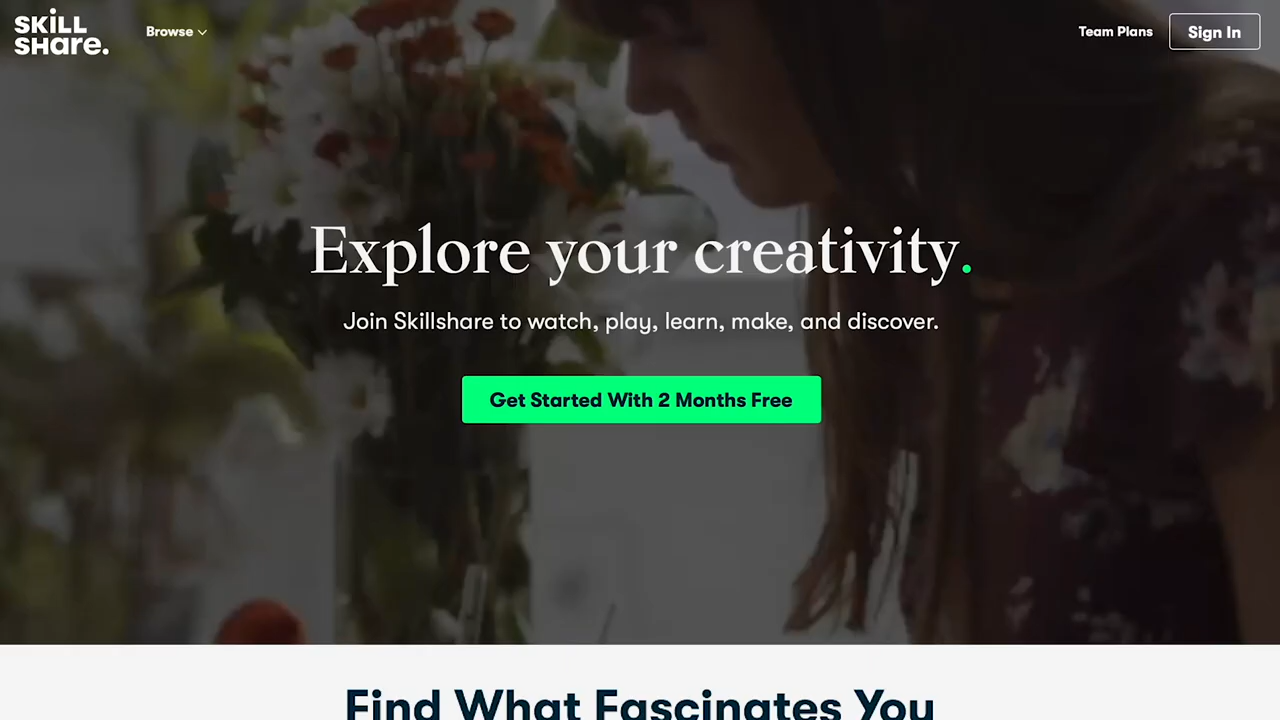 SKiLL
SHare.
Browse
Team Plans
Sign In
Explore your creativity.
Join Skillshare to watch, play, learn, make, and discover.
Get Started With 2 Months Free
Find What Fascinates You